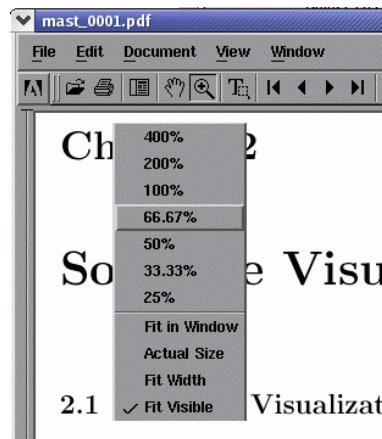 mast_0001.pdf
File Edit Document View Window
Ch 2
400%
200%
100%
66.67%
50%
33.33%
25%
So e Visu
Fit in Window
Actual Size
Fit Width
Fit Visible
2.1 Visualizat